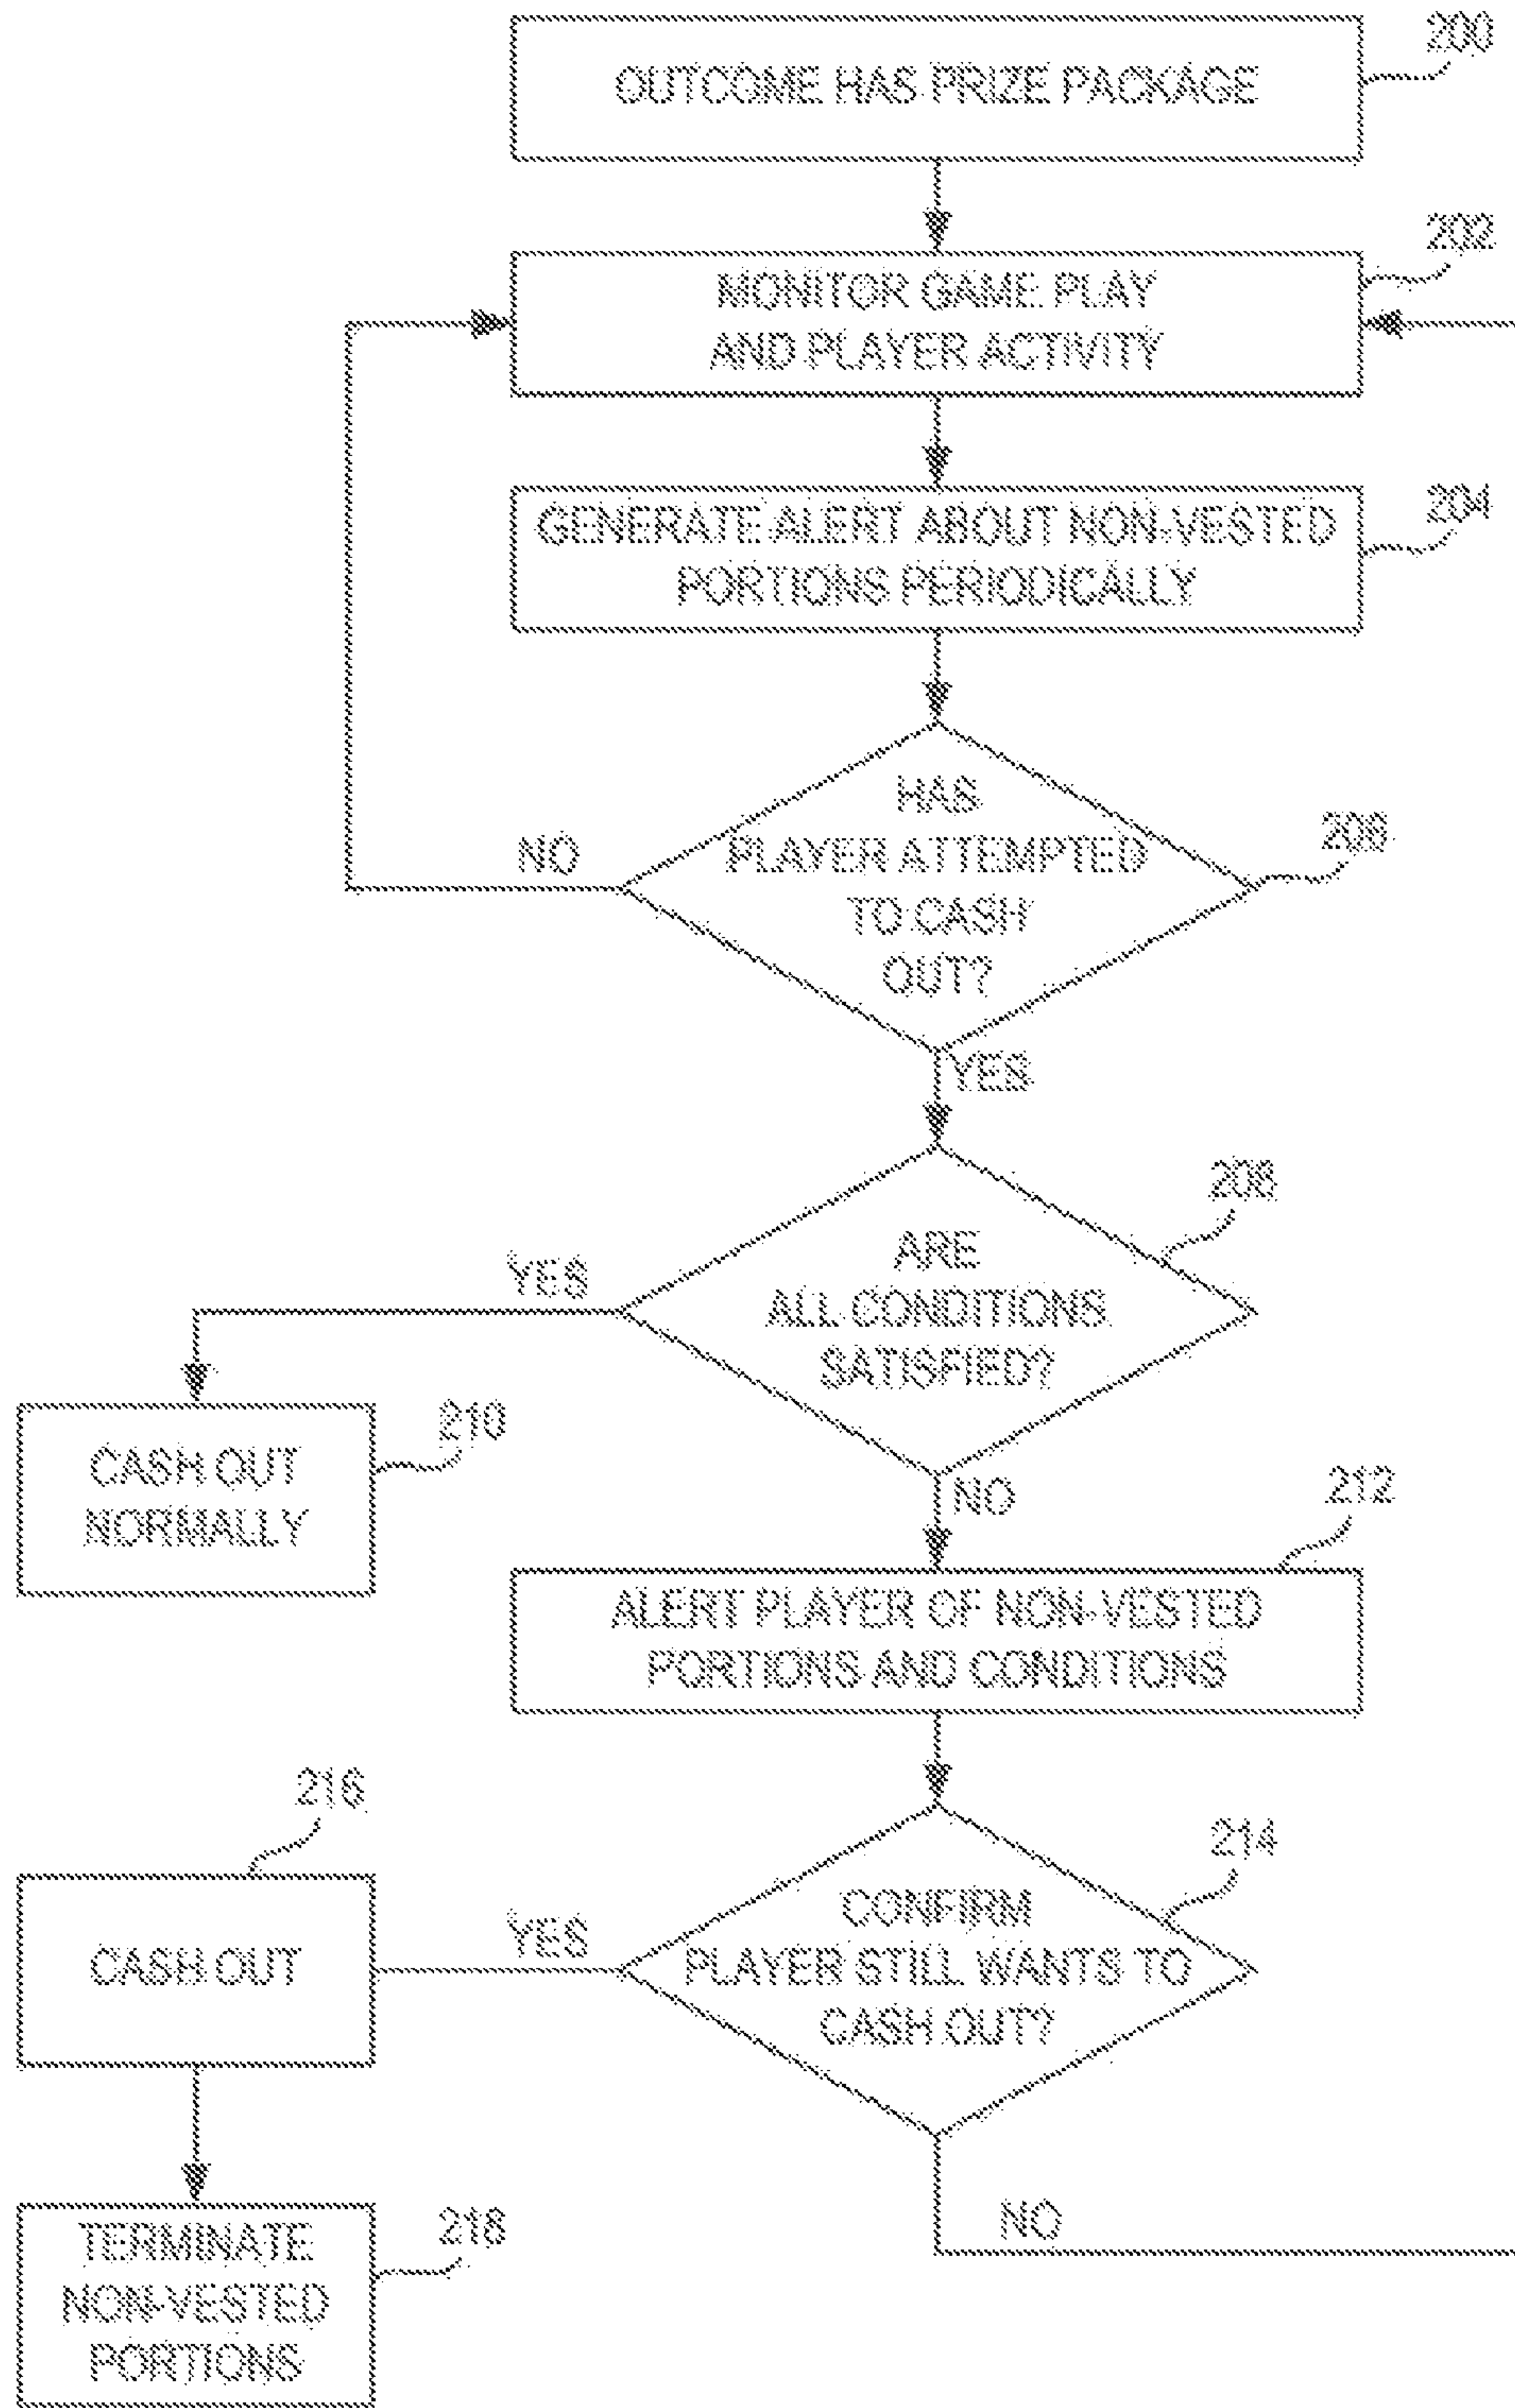 200
OUTCOME HAS PRIZE PACKAGE
202
MONITOR GAME PLAY
AND PLAYER ACTIVITY
204
GENERATE ALERT ABOUT NON-VESTED
PORTIONS PERIODICALLY
206
HAS
PLAYER ATTEMPTED
TO CASH
OUT?
NO
YES
208
ARE
ALL CONDITIONS
SATISFIED?
YES
210
CASH OUT
NORMALLY
NO
212
ALERT PLAYER OF NON-VESTED
PORTIONS AND CONDITIONS
214
CONFIRM
PLAYER STILL WANTS TO
CASH OUT?
YES
216
CASH OUT
NO
218
TERMINATE
NON-VESTED
PORTIONS